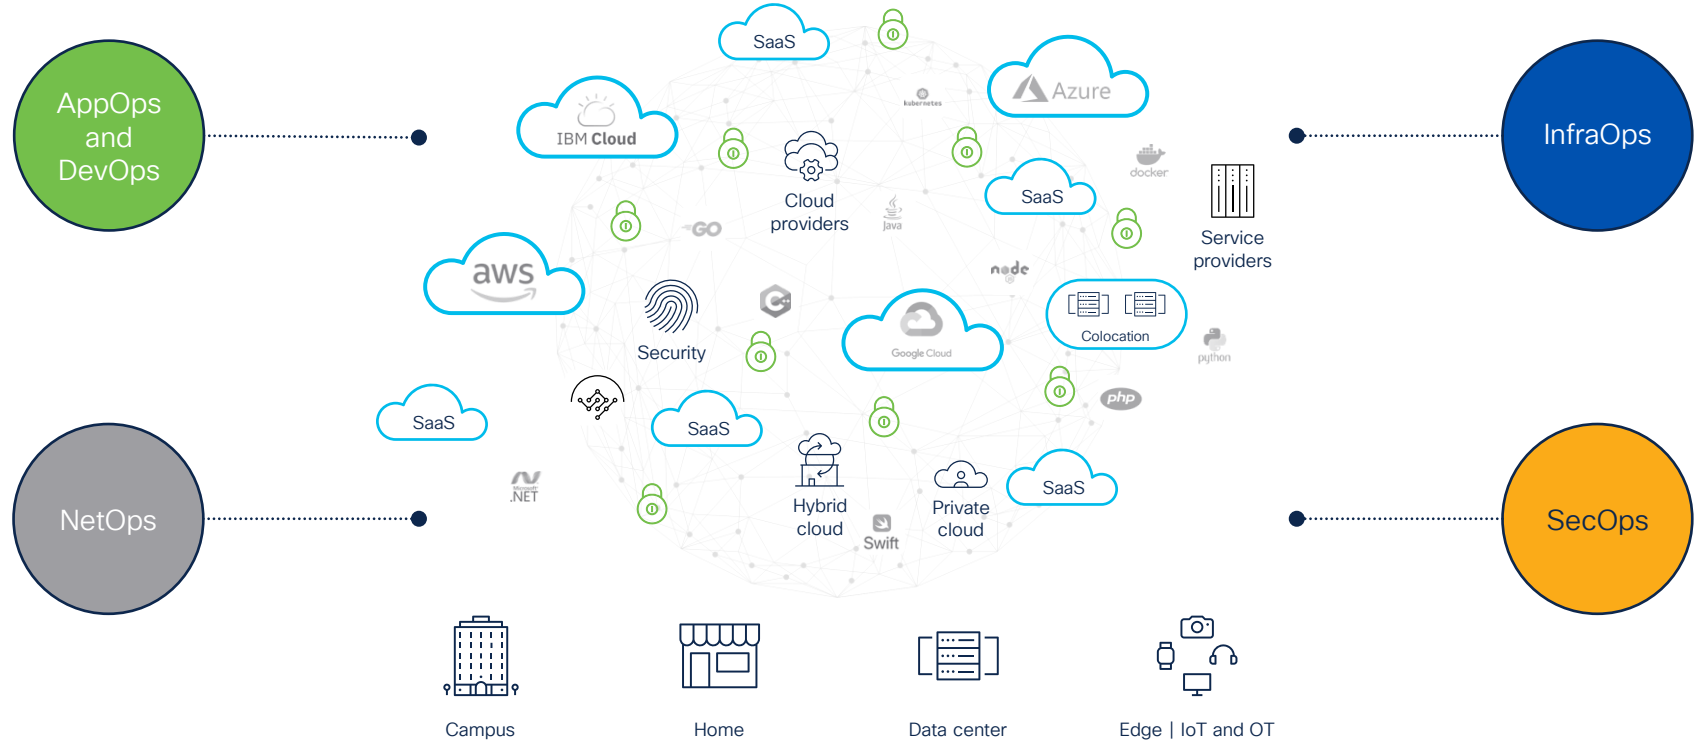 SaaS
kubernetes
Azure
AppOps
and
DevOps
IBM Cloud
InfraOps
docker
Cloud
providers
SaaS
Java
GO
Service
providers
aws
node
C++
Security
Google Cloud
Colocation
python
php
SaaS
SaaS
SaaS
Microsoft
.NET
Hybrid
cloud
Private
cloud
Swift
NetOps
SecOps
Campus
Home
Data center
Edge | IoT and OT